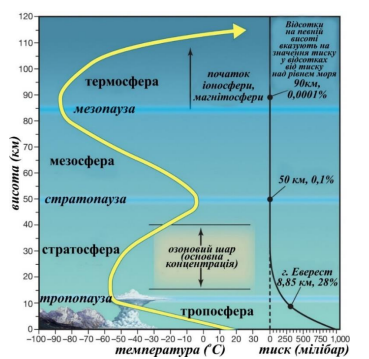 120
110
100
90
80
70
60
50
40
30
20
10
0
висота (км)
Відсотки
на певній
висоті
вказують на
значення тиску
у відсотках
від тиску
над рівнем моря
90км,
0,0001%
термосфера
початок
іоносфери,
магнітосфери
мезопауза
мезосфера
50 км, 0,1%
стратопауза
стратосфера
озоновий шар
(основна
концентрація)
г. Еверест
8,85 км, 28%
тропопауза
тропосфера
-100 -90 -80 -70 -60 -50 -40 -30 -20 -10 0 10 20
0 500 1,000
температура (˚C)
тиск (мілібар)